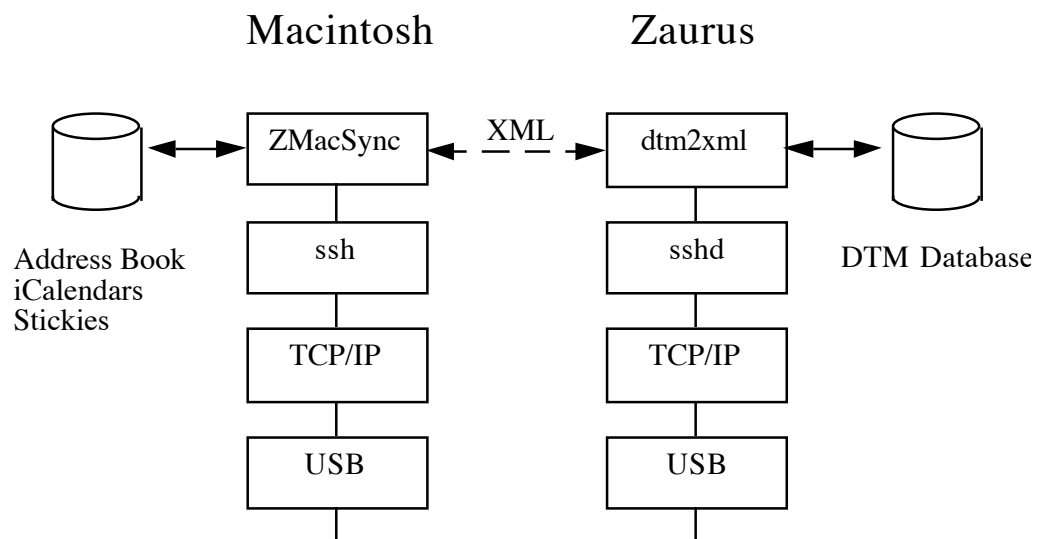 Macintosh
Zaurus
ZMacSync
XML
dtm2xml
Address Book
iCalendars
Stickies
ssh
sshd
DTM Database
TCP/IP
TCP/IP
USB
USB